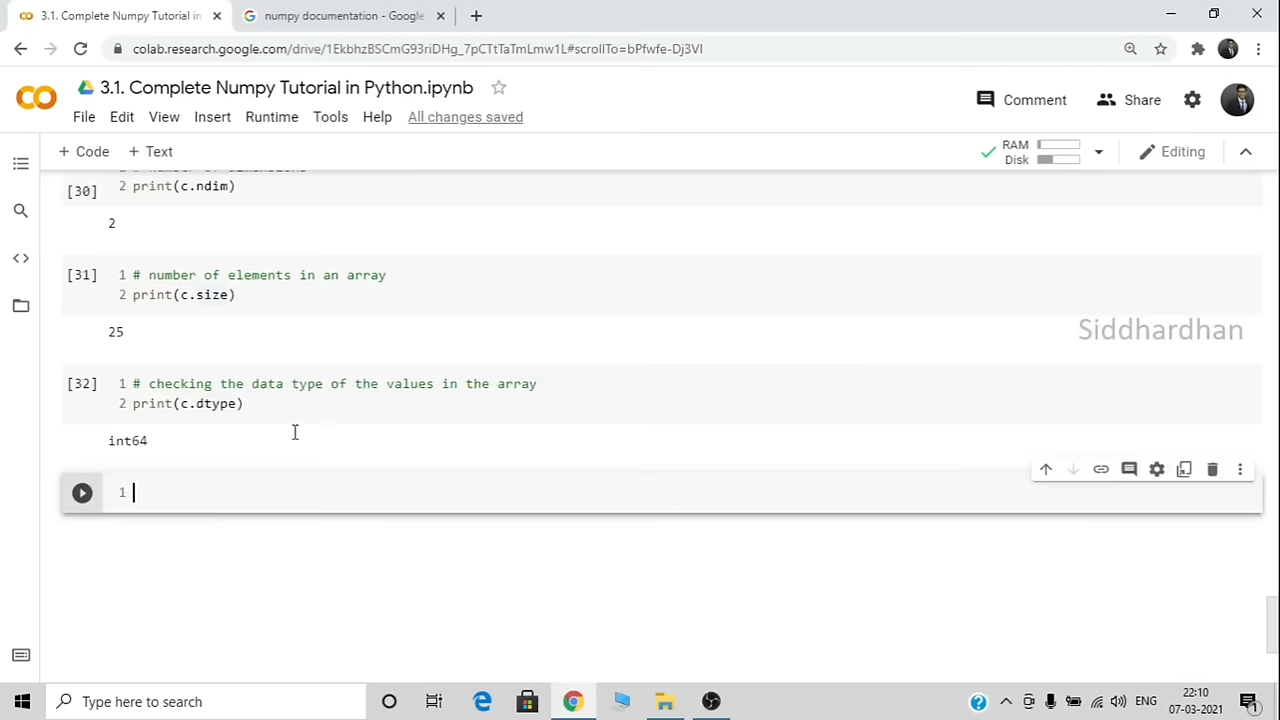 3.1. Complete Numpy Tutorial in
numpy documentation - Google
colab.research.google.com/drive/1EkbhzBSCmG93riDHg_7pCTtTaTmLmw1L#scrollTo=bPfwfe-Dj3VI
3.1. Complete Numpy Tutorial in Python.ipynb
Comment
Share
File Edit View Insert Runtime Tools Help All changes saved
+ Code + Text
RAM
Disk
Editing
[30]
2 print(c.ndim)
2
[31] 1 # number of elements in an array
2 print(c.size)
25
Siddhardhan
[32] 1 # checking the data type of the values in the array
2 print(c.dtype)
int64
1
Type here to search
ENG
22:10
07-03-2021
1